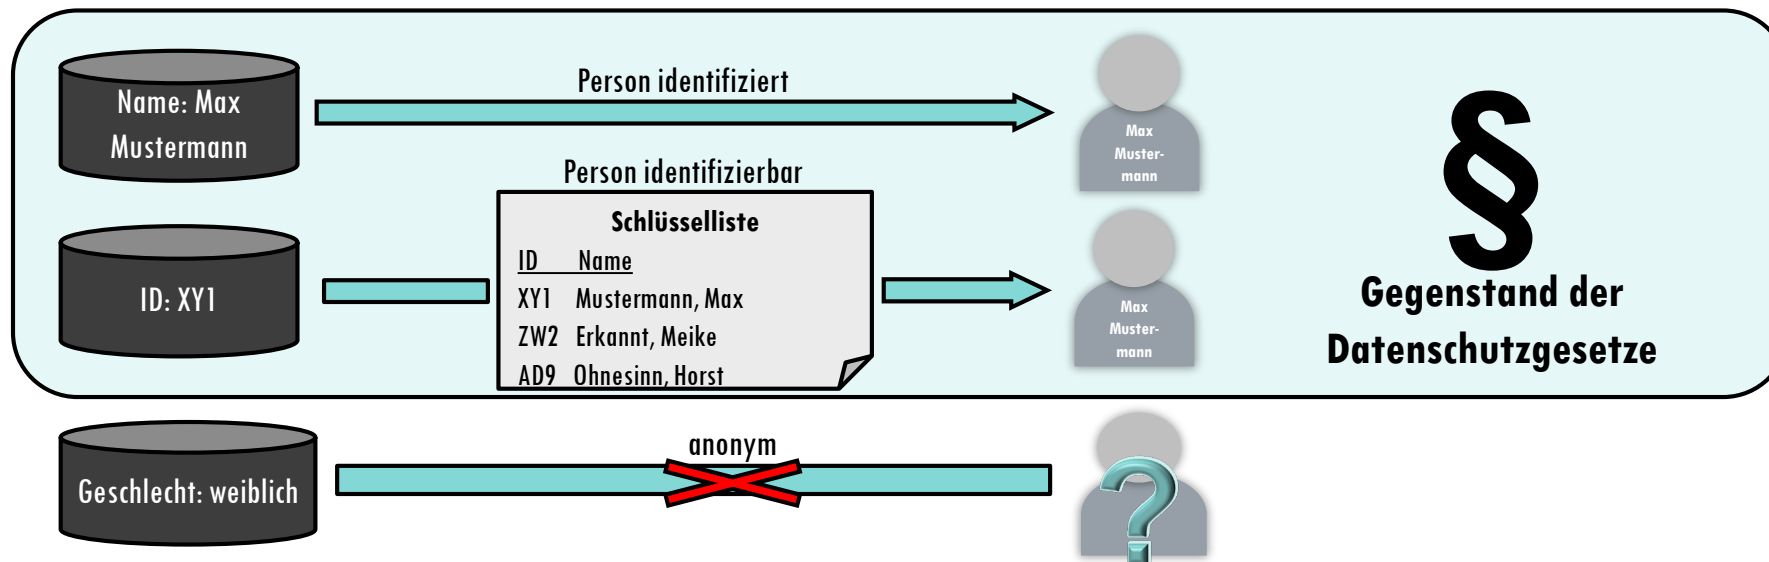 Name: Max
Mustermann
Person identifiziert
Max
Muster-
mann
Person identifizierbar
Schlüsselliste
ID Name
XY1 Mustermann, Max
ZW2 Erkannt, Meike
AD9 Ohnesinn, Horst
ID: XY1
Max
Muster-
mann
§
Gegenstand der
Datenschutzgesetze
Geschlecht: weiblich
anonym
?